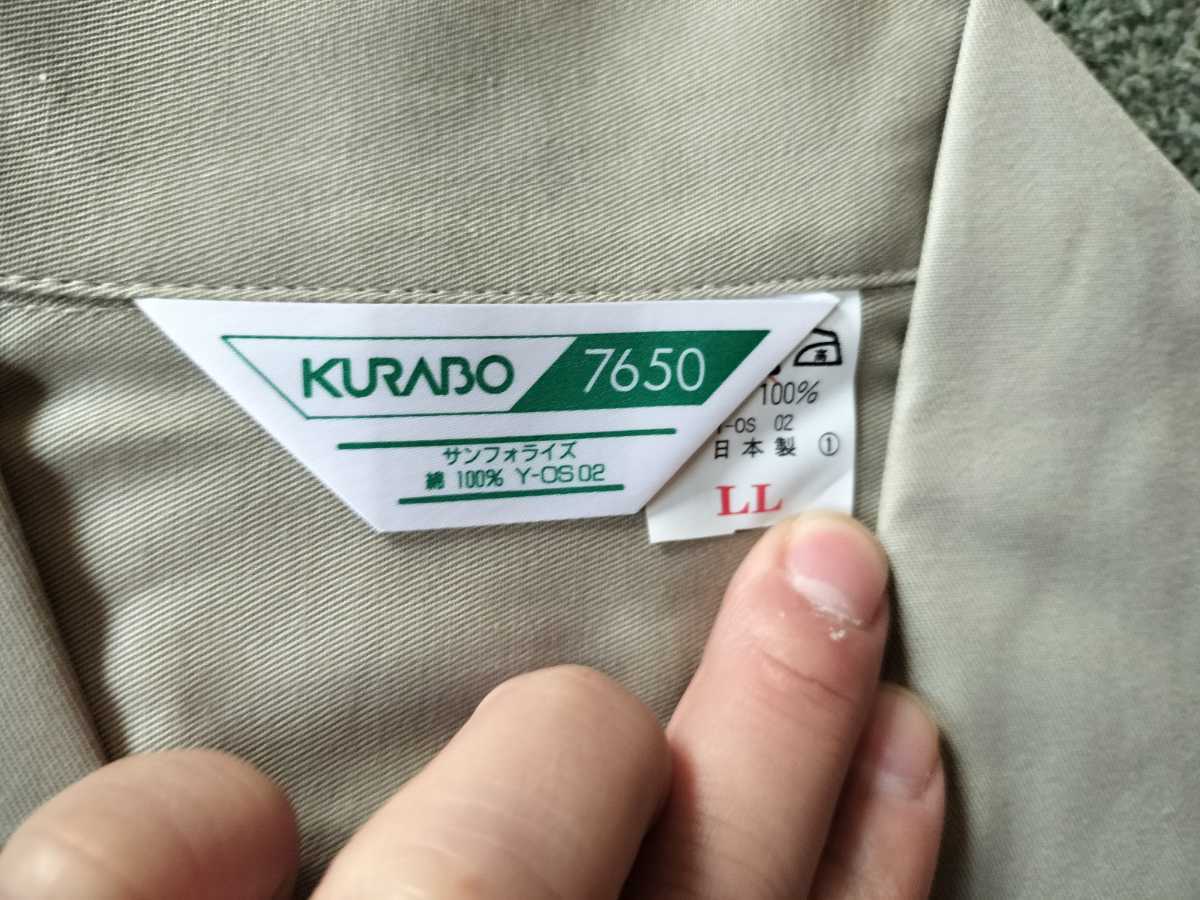 KURABO 7650
サンフォライズ
綿 100% Y-OS 02
高
100%
Y-OS 02
日本製 ①
LL